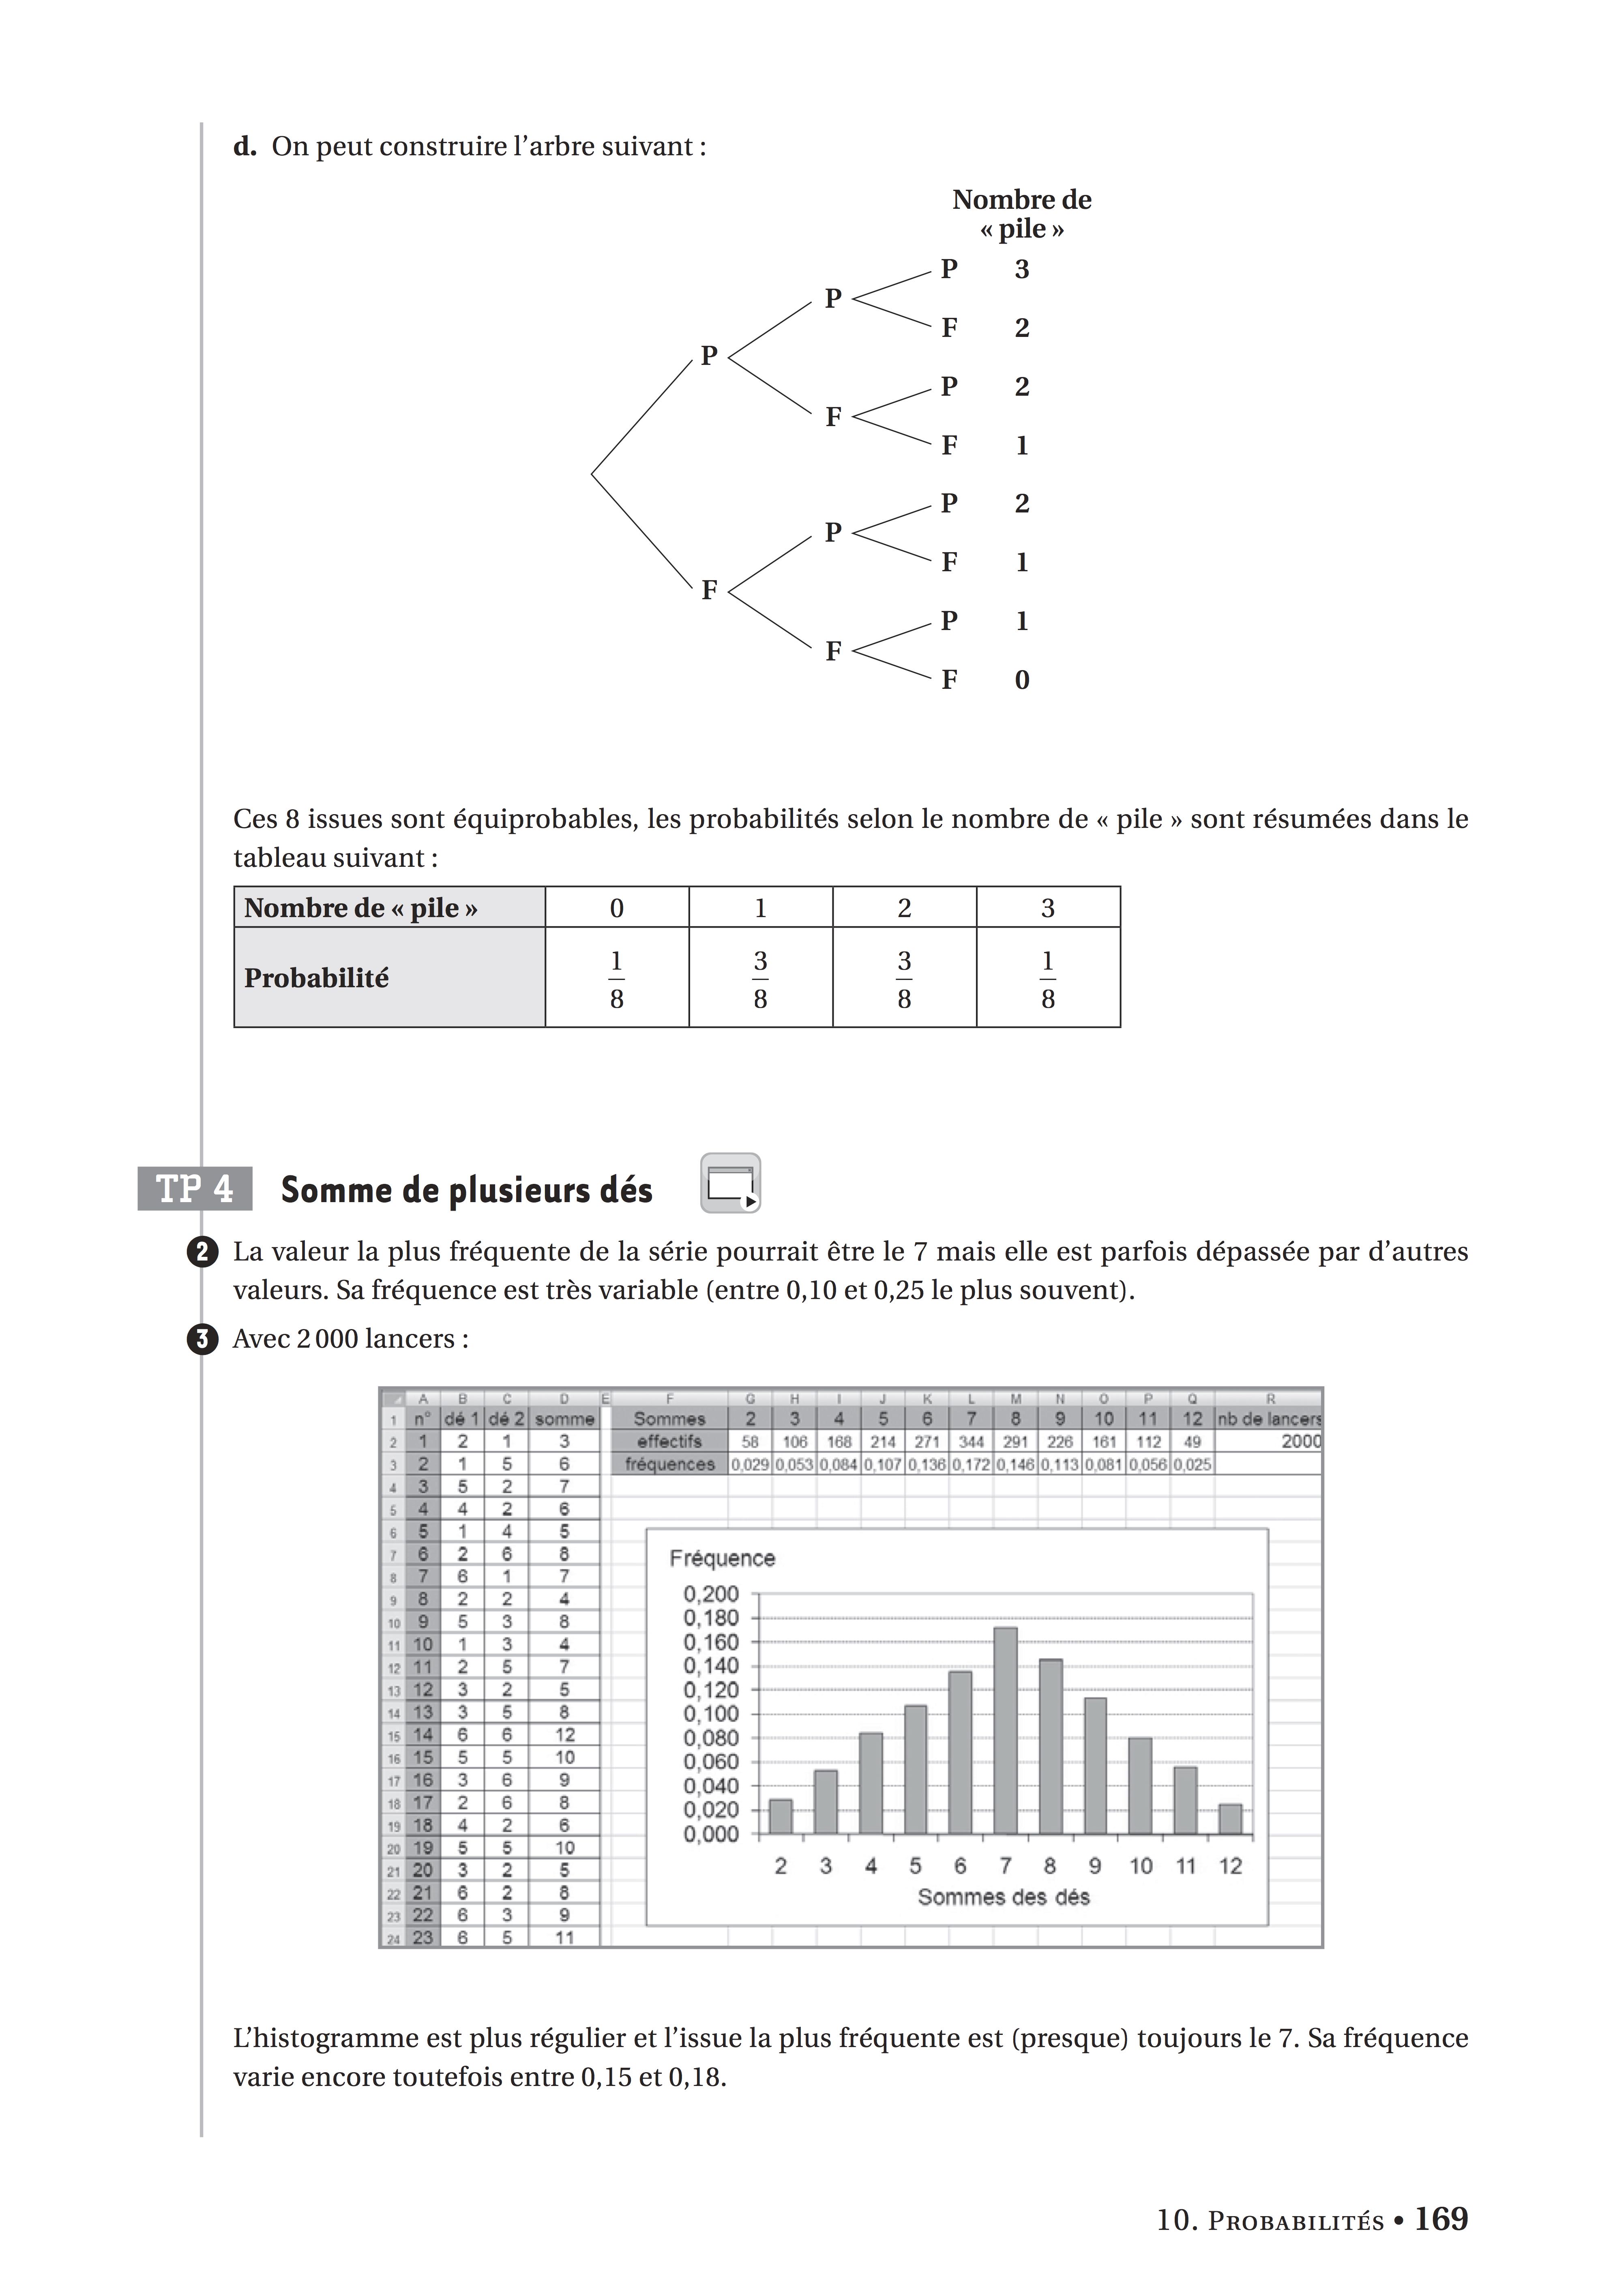 d. On peut construire l’arbre suivant :
Nombre de
« pile »
P 3
P
F 2
P
P 2
F
F 1
P 2
P
F 1
F
P 1
F
F 0
Ces 8 issues sont équiprobables, les probabilités selon le nombre de « pile » sont résumées dans le
tableau suivant :
Nombre de « pile » 0 1 2 3
Probabilité 1/8 3/8 3/8 1/8
TP 4 Somme de plusieurs dés
2 La valeur la plus fréquente de la série pourrait être le 7 mais elle est parfois dépassée par d’autres
valeurs. Sa fréquence est très variable (entre 0,10 et 0,25 le plus souvent).
3 Avec 2 000 lancers :
A B C D E F G H I J K L M N O P Q R
1 n° dé 1 dé 2 somme Sommes 2 3 4 5 6 7 8 9 10 11 12 nb de lancers
2 1 2 1 3 effectifs 58 106 168 214 271 344 291 226 161 112 49 2000
3 2 1 5 6 fréquences 0,029 0,053 0,084 0,107 0,136 0,172 0,146 0,113 0,081 0,056 0,025
4 3 5 2 7
5 4 4 2 6
6 5 1 4 5
7 6 2 6 8
8 7 6 1 7
9 8 2 2 4
10 9 5 3 8
11 10 1 3 4
12 11 2 5 7
13 12 3 2 5
14 13 3 5 8
15 14 6 6 12
16 15 5 5 10
17 16 3 6 9
18 17 2 6 8
19 18 4 2 6
20 19 5 5 10
21 20 3 2 5
22 21 6 2 8
23 22 6 3 9
24 23 6 5 11
Fréquence
0,200
0,180
0,160
0,140
0,120
0,100
0,080
0,060
0,040
0,020
0,000
2 3 4 5 6 7 8 9 10 11 12
Sommes des dés
L’histogramme est plus régulier et l’issue la plus fréquente est (presque) toujours le 7. Sa fréquence
varie encore toutefois entre 0,15 et 0,18.
10. Probabilités • 169